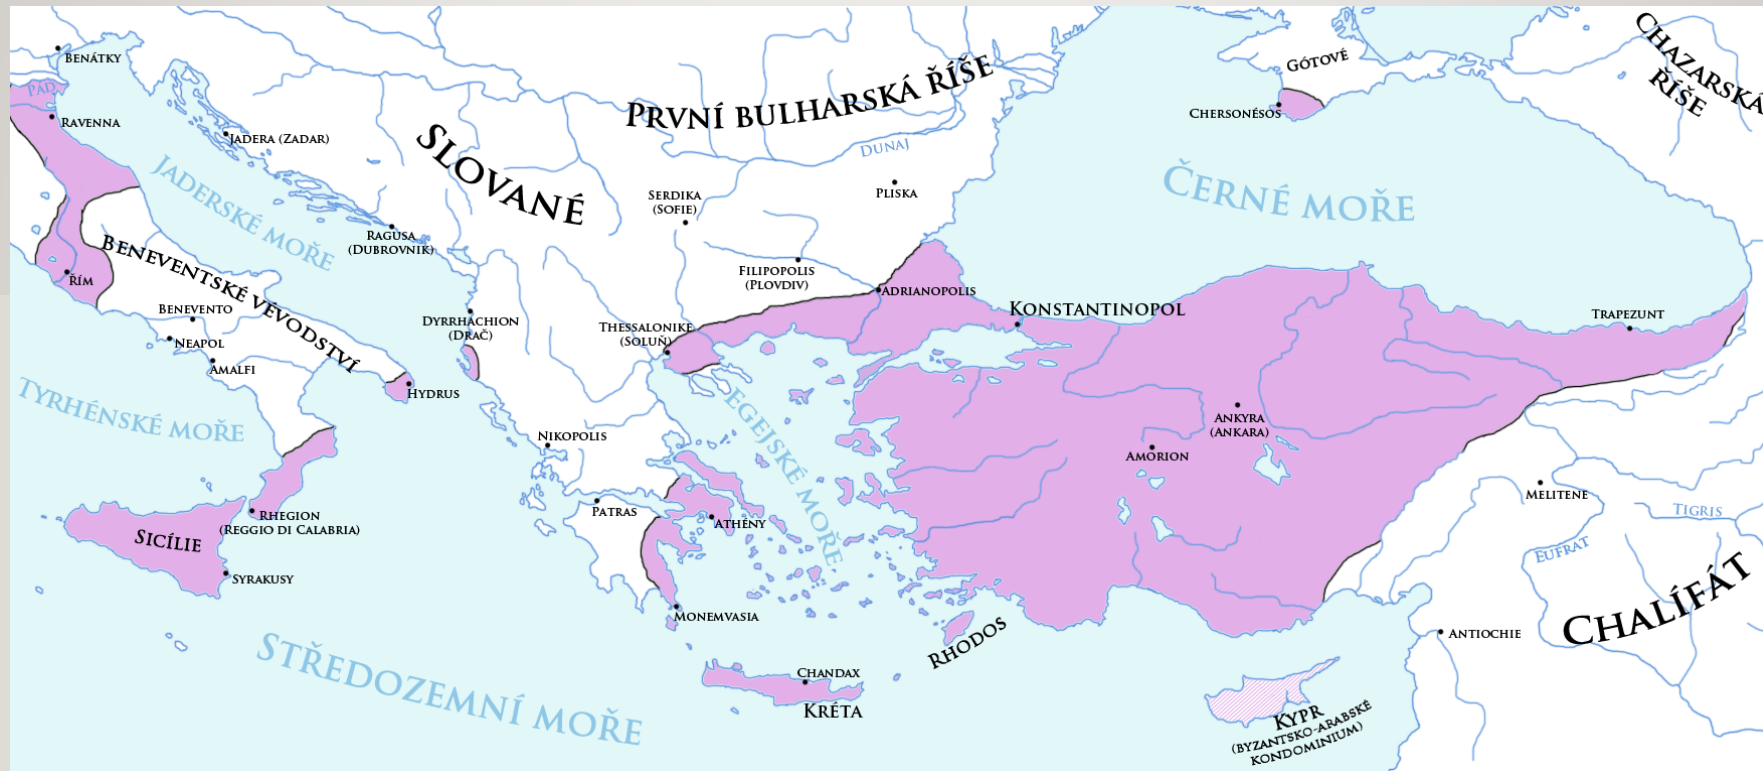 BENÁTKY
PÁD
RAVENNA
JADERA (ZADAR)
JADERSKÉ MOŘE
SLOVANÉ
PRVNÍ BULHARSKÁ ŘÍŠE
DUNAJ
PLISKA
SERDIKA
(SOFIE)
RAGUSA
(DUBROVNIK)
GÓTOVÉ
CHERSONÉSOS
CHAZARSKÁ
ŘÍŠE
ČERNÉ MOŘE
ŘÍM
BENEVENTSKÉ VÉVODSTVÍ
BENEVENTO
NEAPOL
AMALFI
HYDRUS
DYRRHACHION
(DRAČ)
FILIPOPOLIS
(PLOVDIV)
ADRIANOPOLIS
THESSALONIKE
(SOLUŇ)
KONSTANTINOPOL
TRAPEZUNT
TYRHÉNSKÉ MOŘE
EGEJSKÉ MOŘE
NIKOPOLIS
ANKYRA
(ANKARA)
AMORION
MELITENE
TIGRIS
EUFRAT
CHALÍFÁT
PATRAS
ATHÉNY
RHEGION
(REGGIO DI CALABRIA)
SICÍLIE
SYRAKUSY
MONEMVASIA
RHODOS
ANTIOCHIE
STŘEDOZEMNÍ MOŘE
CHANDAX
KRÉTA
KYPR
(BYZANTSKO-ARABSKÉ
KONDOMINIUM)